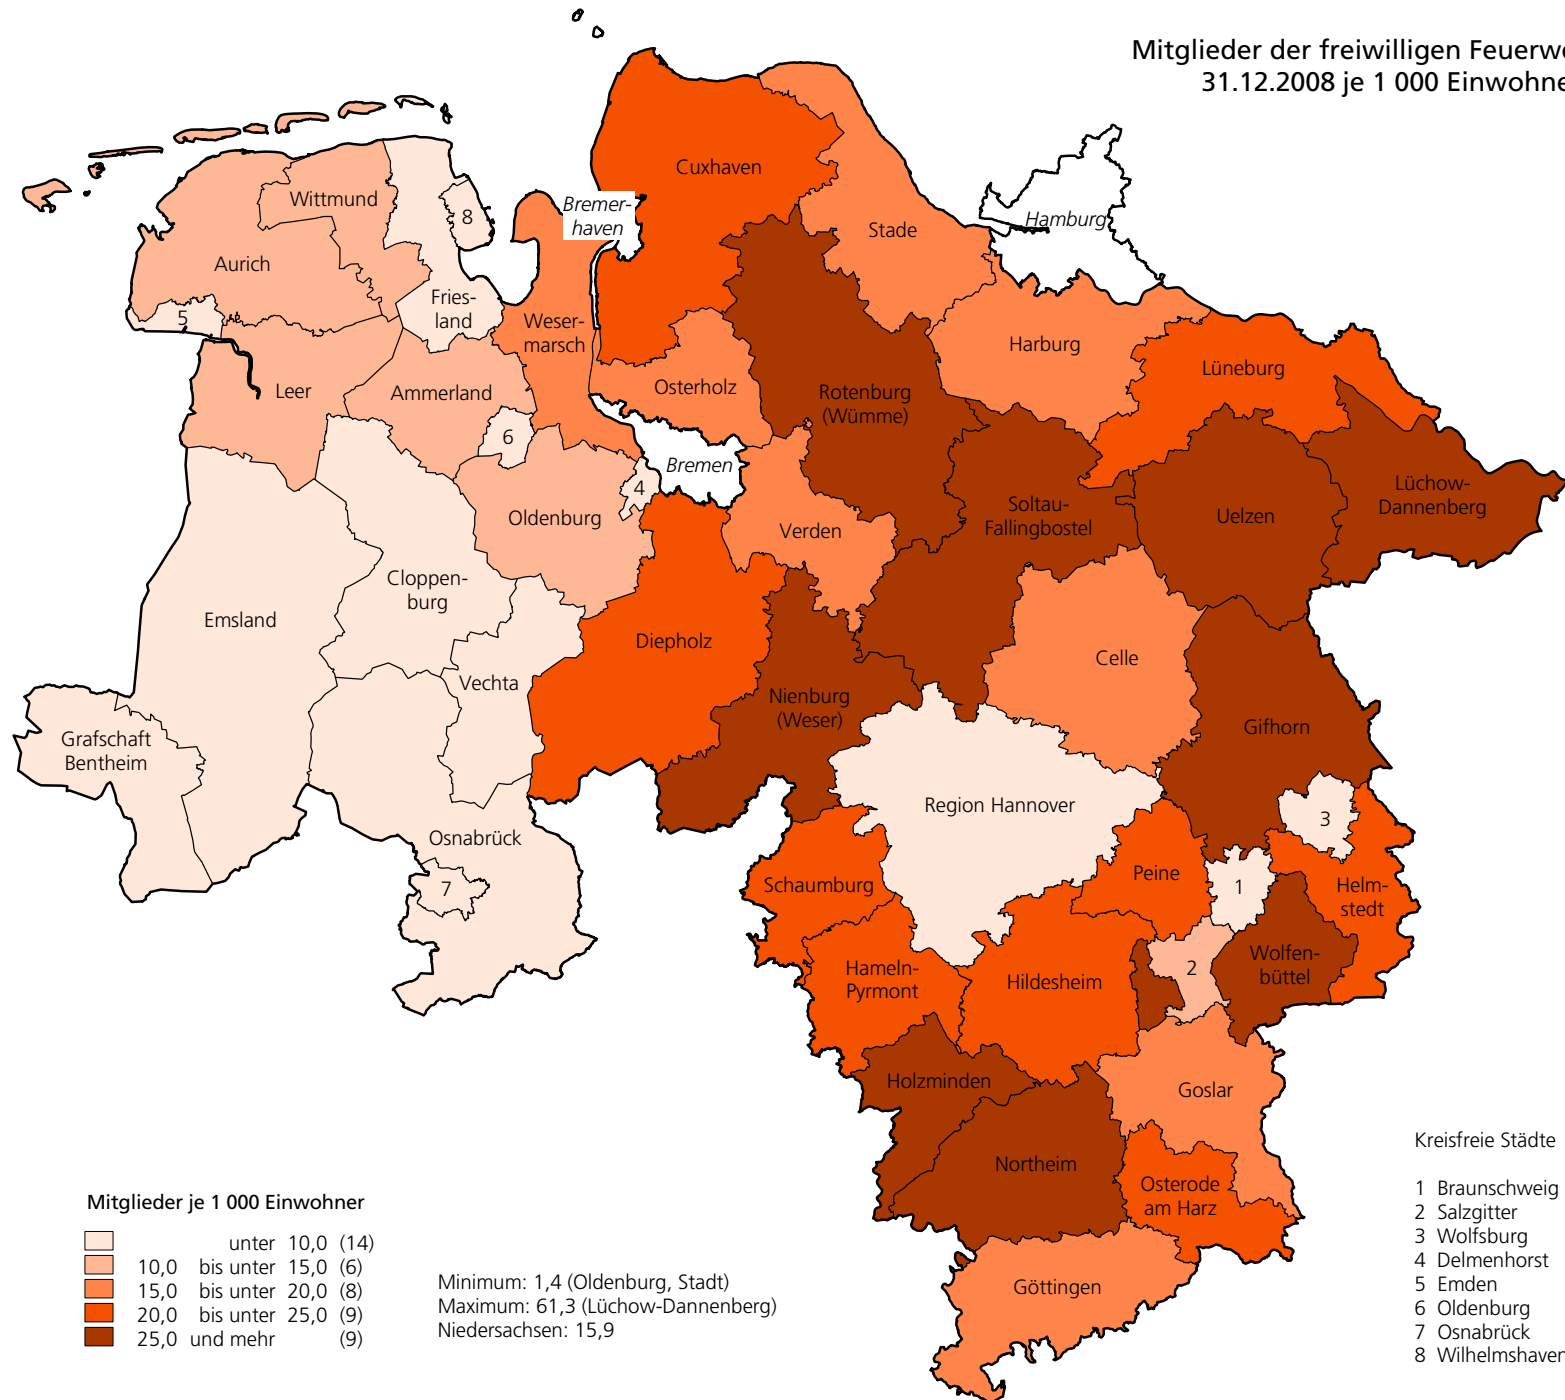 Mitglieder der freiwilligen Feuerwe
31.12.2008 je 1 000 Einwohne
Cuxhaven
Wittmund
8
Bremer-
haven
Hamburg
Stade
Aurich
Fries-
land
5
Weser-
marsch
Harburg
Lüneburg
Leer
Ammerland
Osterholz
Rotenburg
(Wümme)
6
Bremen
4
Oldenburg
Verden
Soltau-
Fallingbostel
Uelzen
Lüchow-
Dannenberg
Cloppen-
burg
Emsland
Diepholz
Celle
Vechta
Nienburg
(Weser)
Gifhorn
Grafschaft
Bentheim
Region Hannover
3
Osnabrück
7
Schaumburg
Peine
1
Helm-
stedt
Hameln-
Pyrmont
Hildesheim
2
Wolfen-
büttel
Holzminden
Goslar
Northeim
Osterode
am Harz
Göttingen
Mitglieder je 1 000 Einwohner
unter 10,0 (14)
10,0 bis unter 15,0 (6)
15,0 bis unter 20,0 (8)
20,0 bis unter 25,0 (9)
25,0 und mehr (9)
Minimum: 1,4 (Oldenburg, Stadt)
Maximum: 61,3 (Lüchow-Dannenberg)
Niedersachsen: 15,9
Kreisfreie Städte
1 Braunschweig
2 Salzgitter
3 Wolfsburg
4 Delmenhorst
5 Emden
6 Oldenburg
7 Osnabrück
8 Wilhelmshaven